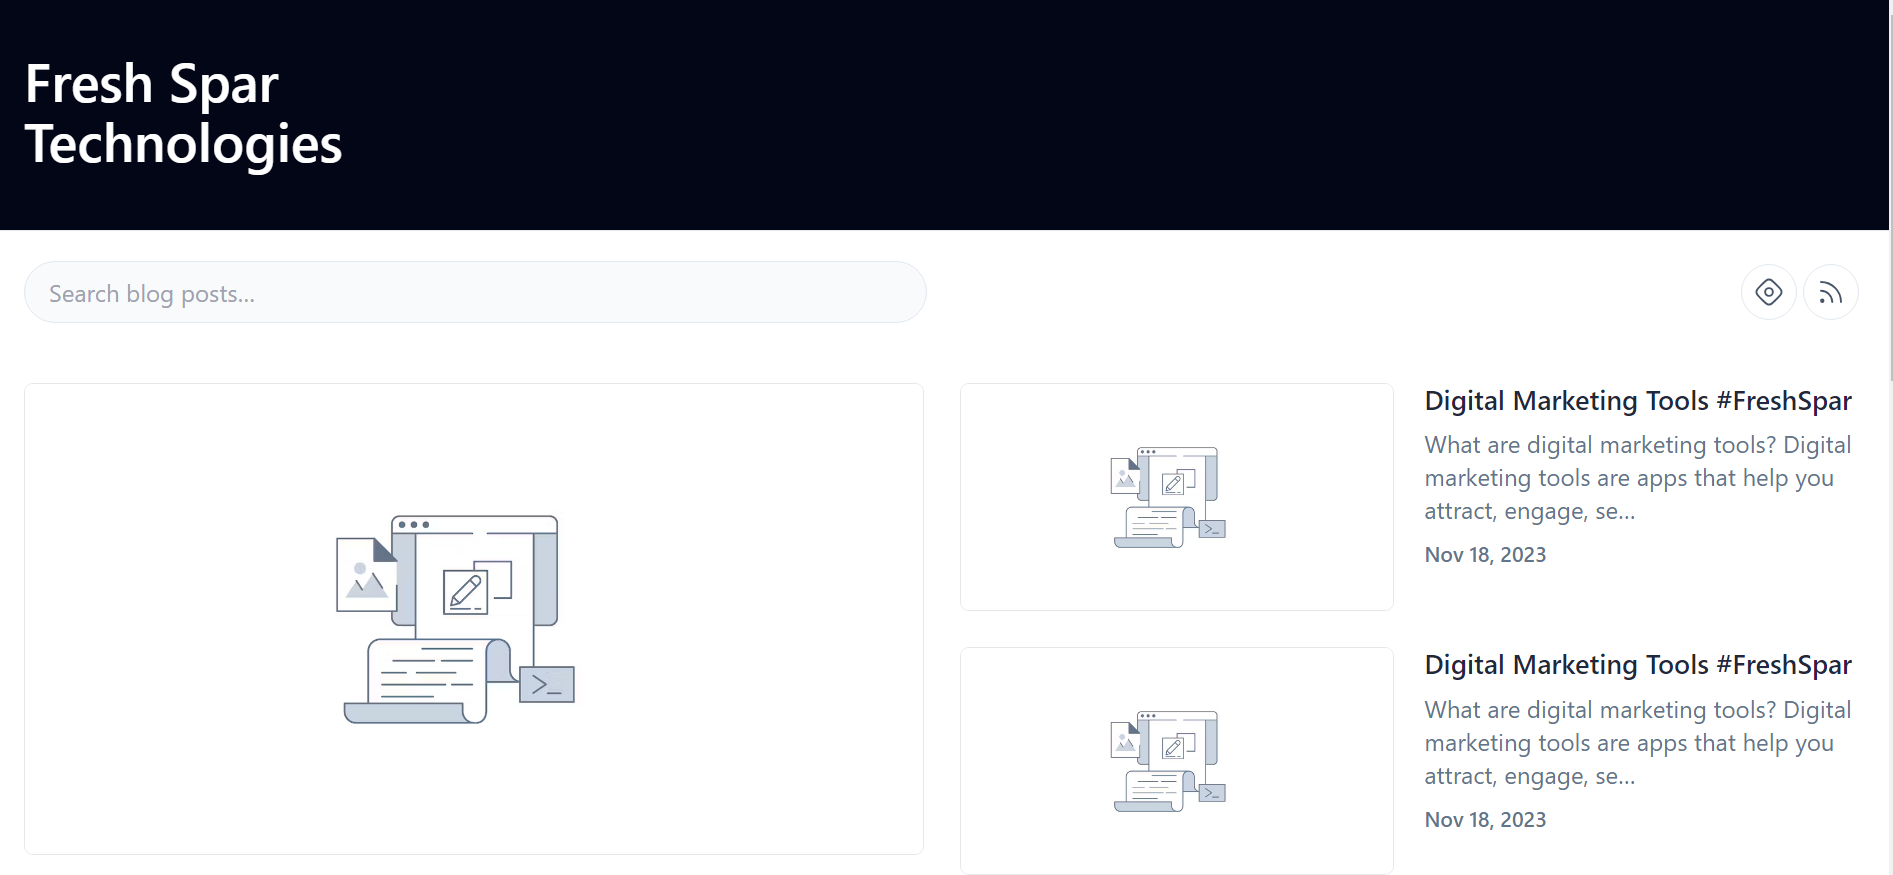 Fresh Spar
Technologies
Search blog posts...
Digital Marketing Tools #FreshSpar
What are digital marketing tools? Digital
marketing tools are apps that help you
attract, engage, se...
Nov 18, 2023
Digital Marketing Tools #FreshSpar
What are digital marketing tools? Digital
marketing tools are apps that help you
attract, engage, se...
Nov 18, 2023